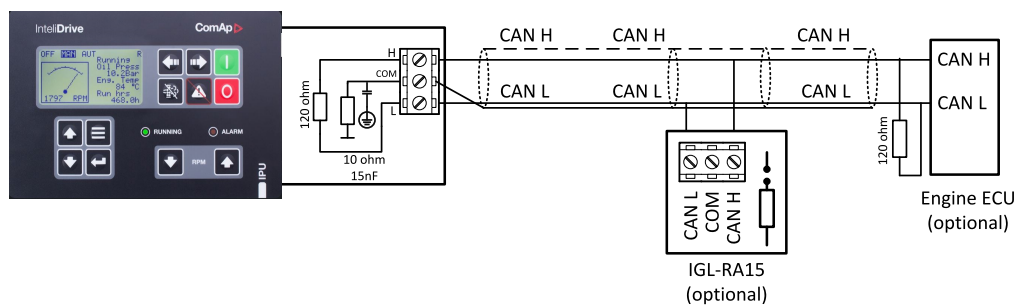 InteliDrive
ComAp
OFF MAN AUT R
Running
Oil Press
10.2Bar
Eng. Temp
84 °C
Run hrs
1797 RPM 468.0h
RUNNING
ALARM
RPM
IPU
H
COM
L
120 ohm
10 ohm
15nF
CAN H
CAN H
CAN H
CAN L
CAN L
CAN L
CAN L
COM
CAN H
IGL-RA15
(optional)
120 ohm
CAN H
CAN L
Engine ECU
(optional)